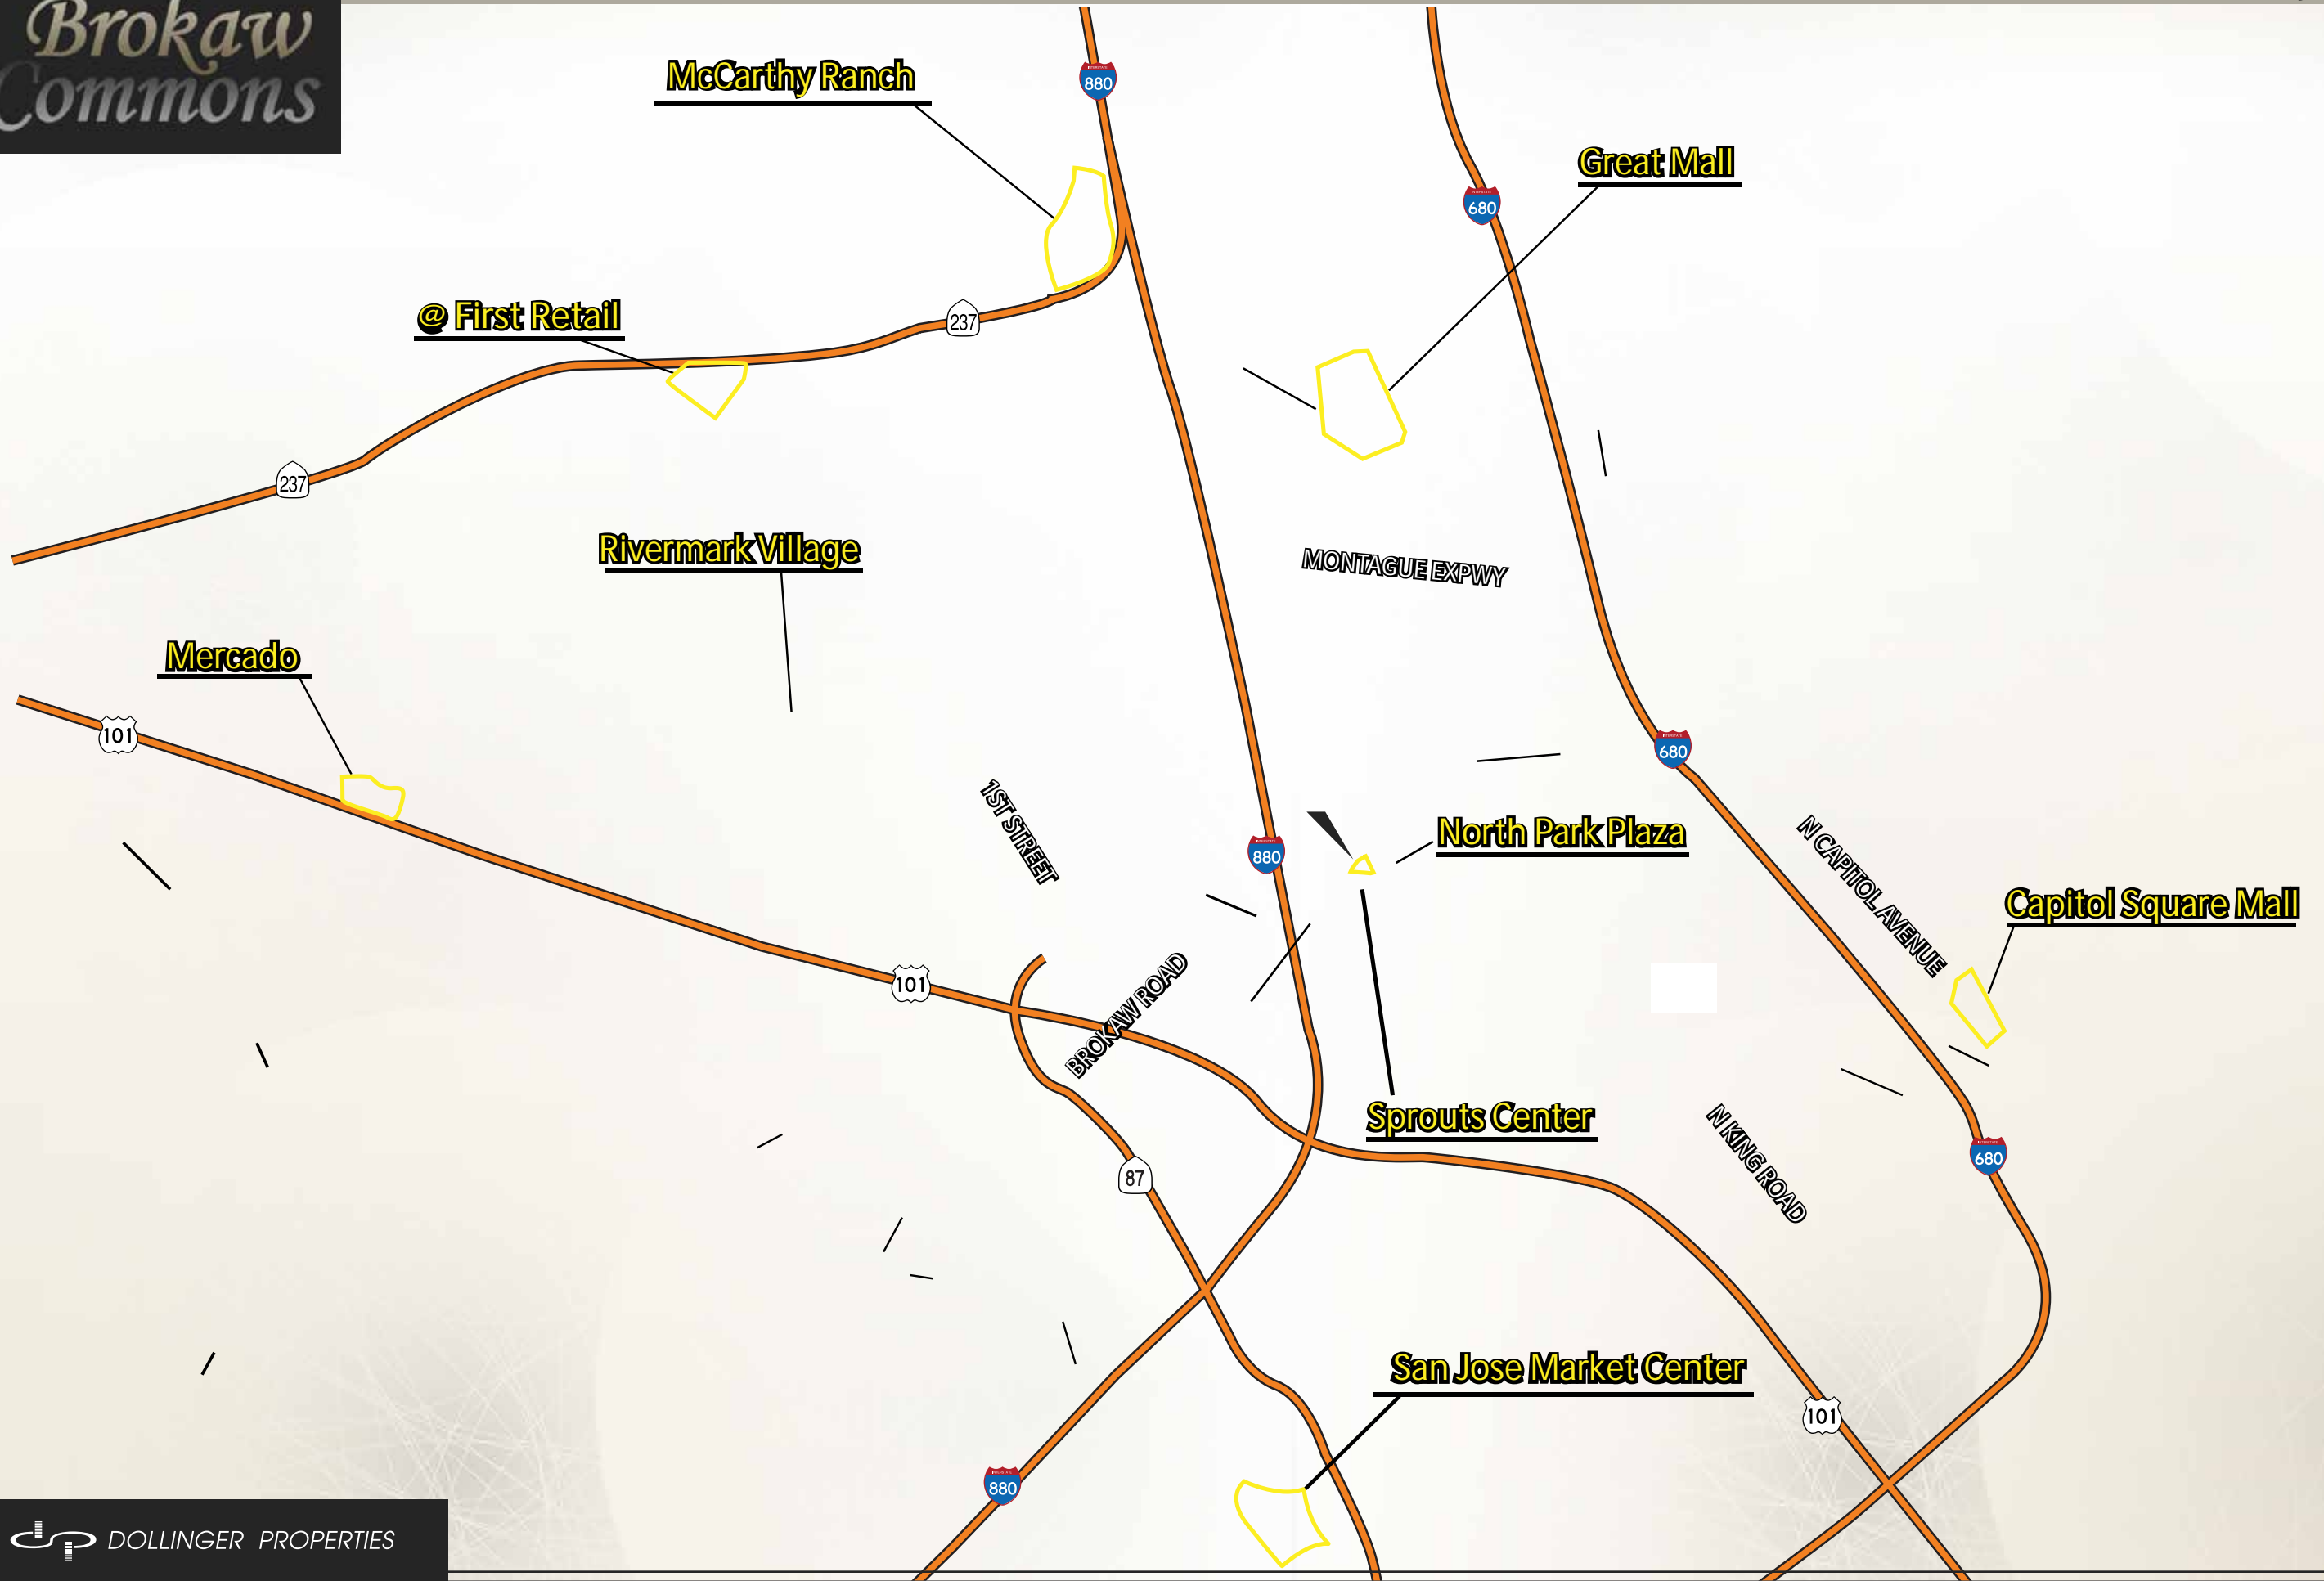 Brokaw
Commons
McCarthy Ranch
880
Great Mall
680
@ First Retail
237
237
Rivermark Village
MONTAGUE EXPWY
Mercado
101
680
1ST STREET
880
North Park Plaza
N CAPITOL AVENUE
Capitol Square Mall
101
BROKAW ROAD
Sprouts Center
N KING ROAD
680
87
San Jose Market Center
101
880
dp DOLLINGER PROPERTIES